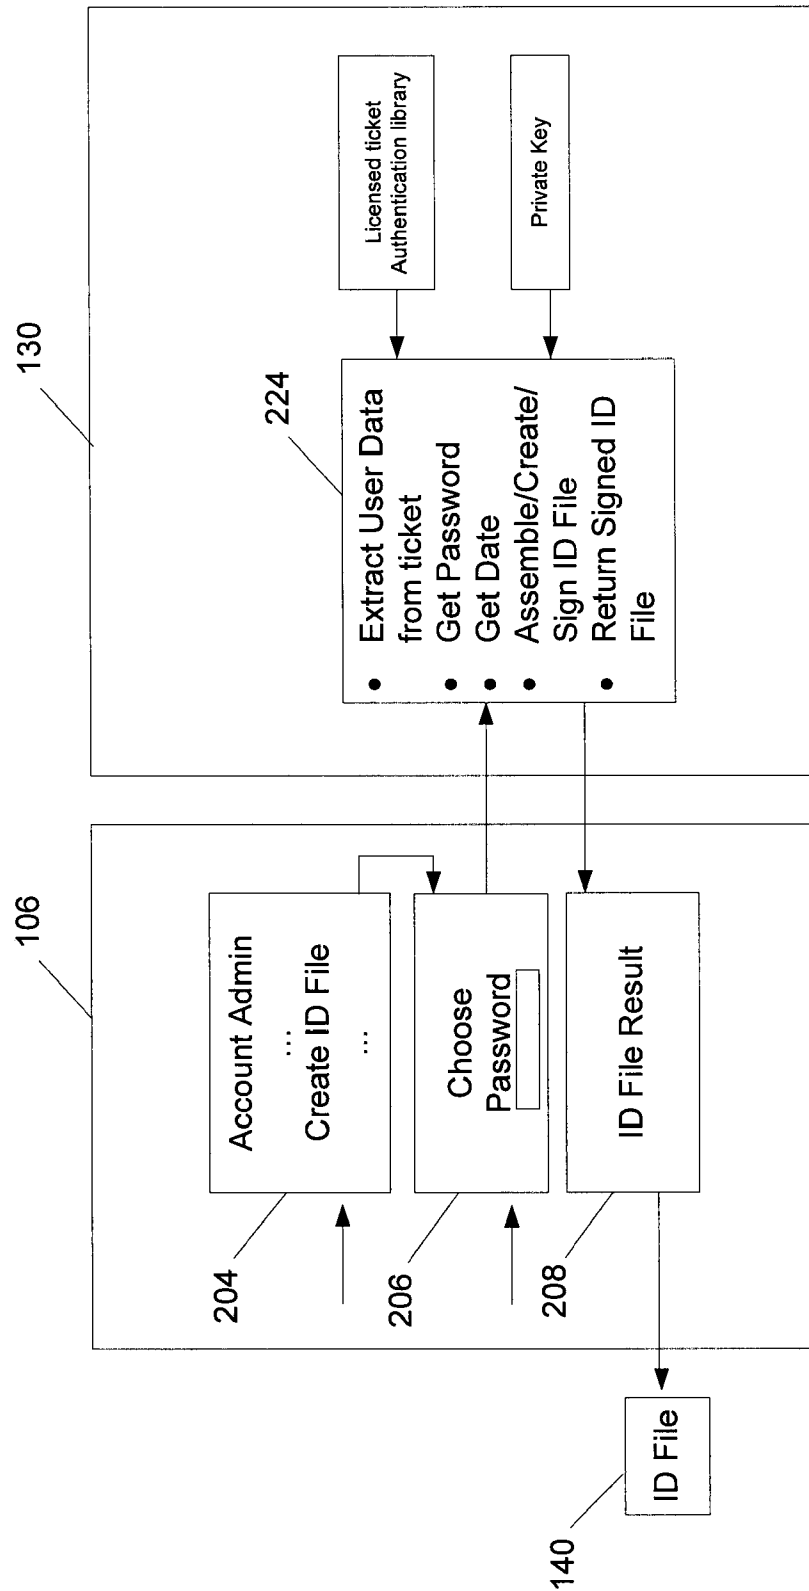 106
130
204
Account Admin
...
Create ID File
...
206
Choose
Password
208
ID File Result
140
ID File
224
• Extract User Data
from ticket
• Get Password
• Get Date
• Assemble/Create/
Sign ID File
• Return Signed ID
File
Licensed ticket
Authentication library
Private Key